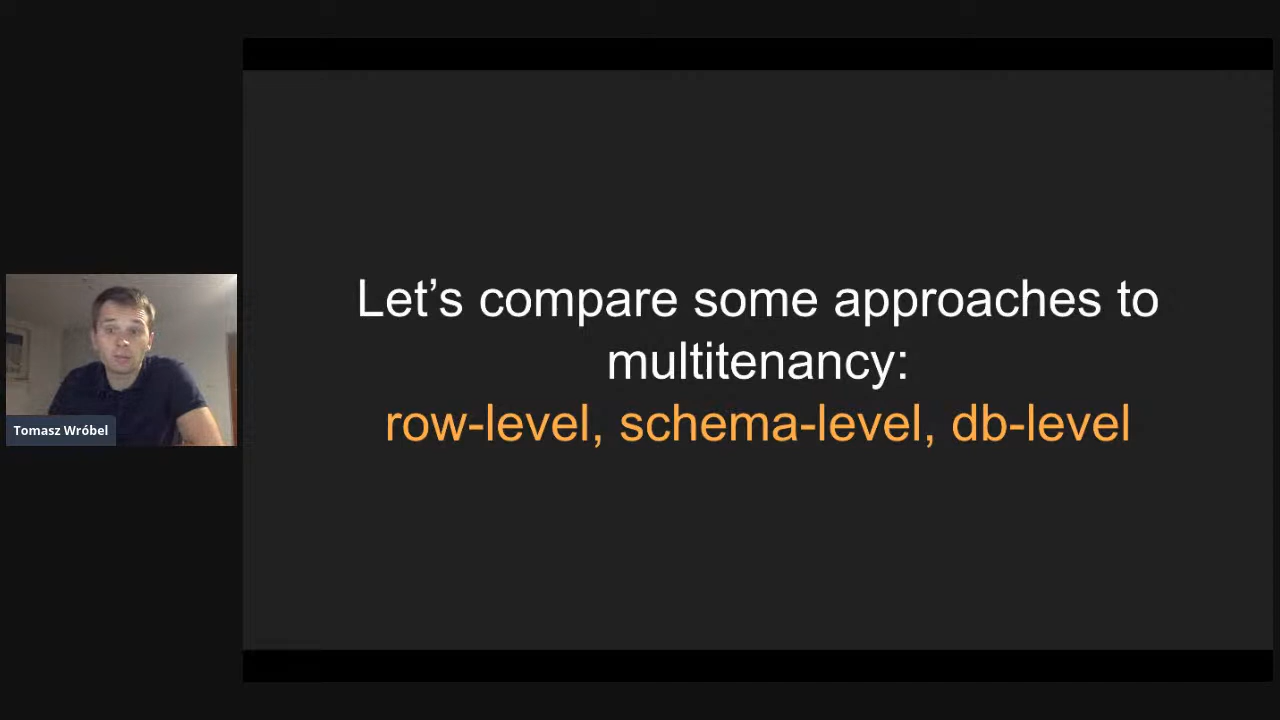 Let’s compare some approaches to
multitenancy:
row-level, schema-level, db-level
Tomasz Wróbel